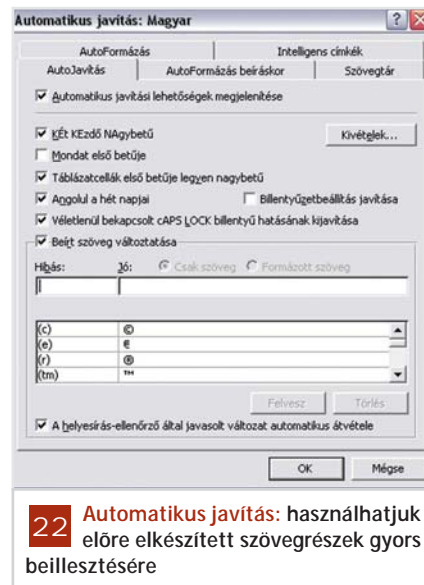 Automatikus javítás: Magyar
AutoFormázás Intelligens címkék
AutoJavítás AutoFormázás beíráskor Szövegtár
Automatikus javítási lehetőségek megjelenítése
KÉt KEzdő NAgybetű Kivételek...
Mondat első betűje
Táblázatcellák első betűje legyen nagybetű
Angolul a hét napjai Billentyűzetbeállítás javítása
Véletlenül bekapcsolt cAPS LOCK billentyű hatásának kijavítása
Beírt szöveg változtatása
Hibás: Jó: Csak szöveg Formázott szöveg
(c) ©
(e) €
(r) ®
(tm) ™
Felvesz Törlés
A helyesírás-ellenőrző által javasolt változat automatikus átvétele
OK Mégse
22 Automatikus javítás: használhatjuk
elõre elkészített szövegrészek gyors
beillesztésére